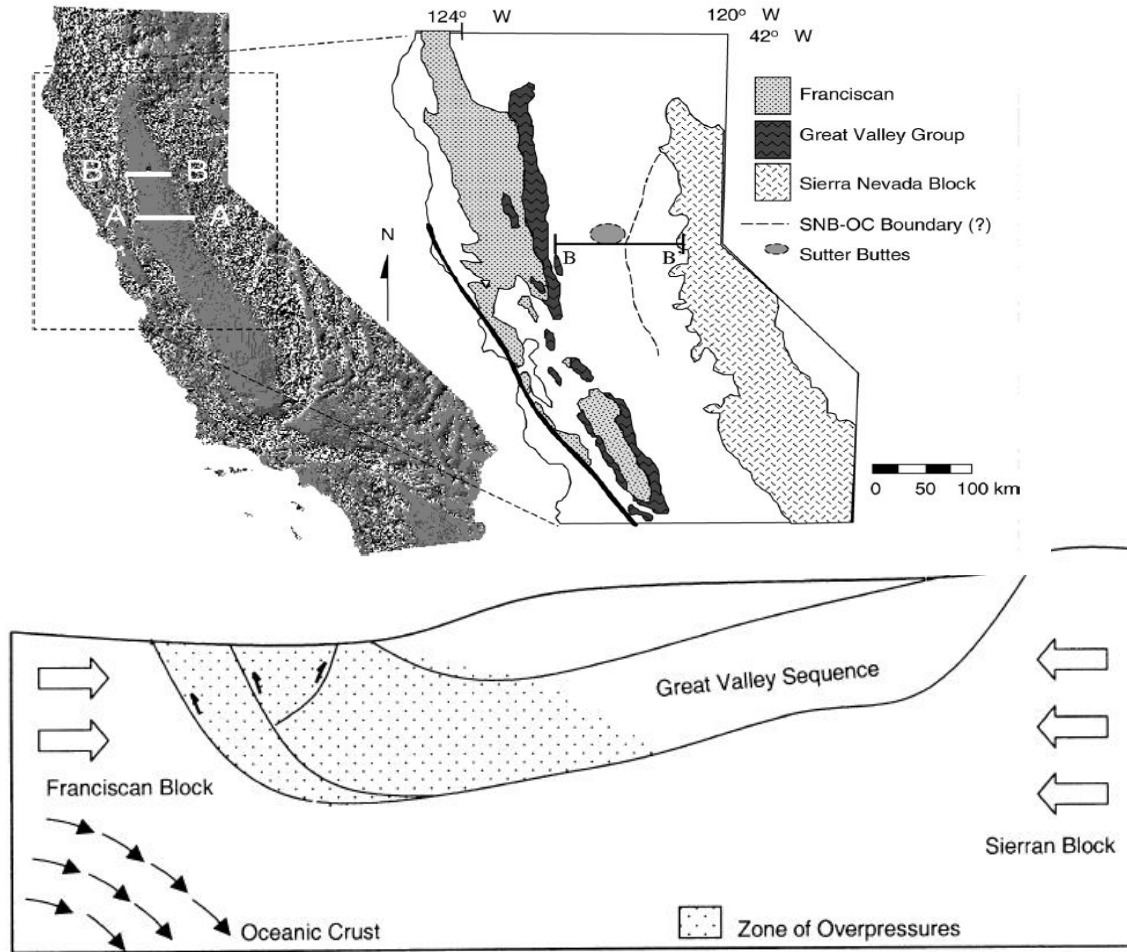 124° W
120° W
42° W
Franciscan
Great Valley Group
Sierra Nevada Block
SNB-OC Boundary (?)
Sutter Buttes
B B
A A
N
B B
0 50 100 km
Great Valley Sequence
Franciscan Block
Sierran Block
Oceanic Crust
Zone of Overpressures